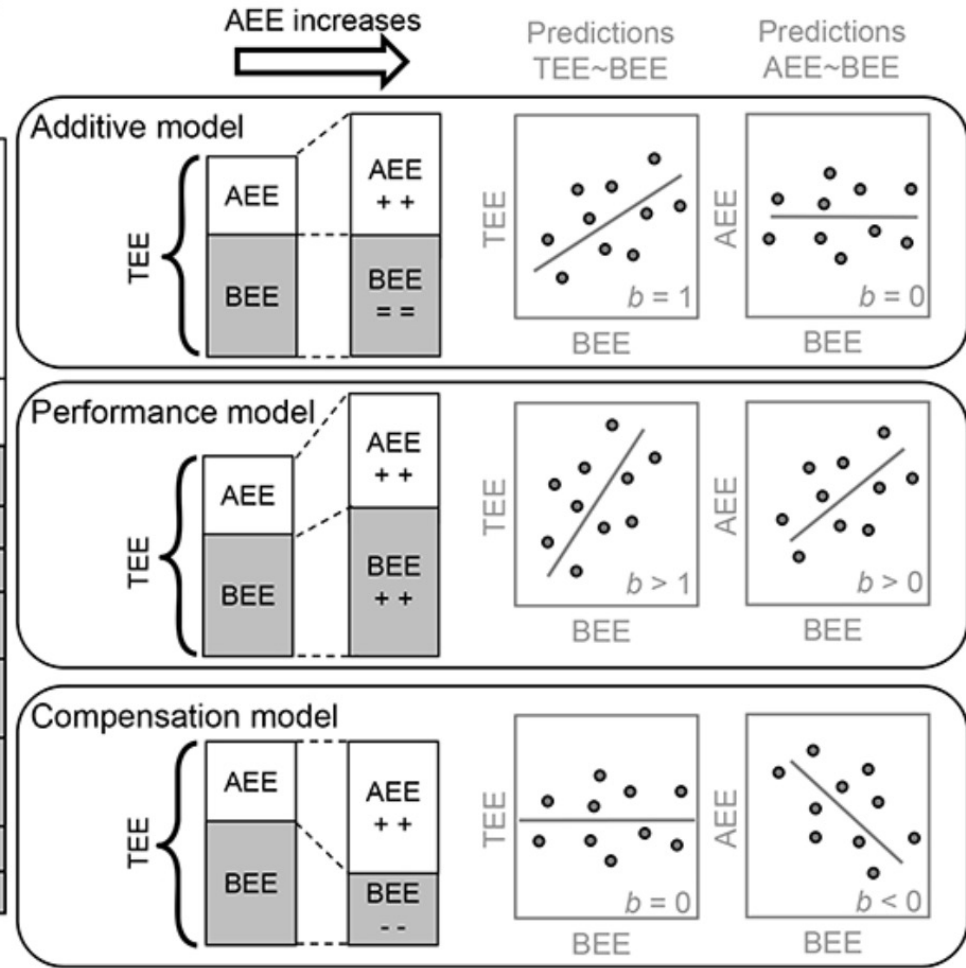 AEE increases
Predictions
TEE~BEE
Predictions
AEE~BEE
Additive model
TEE
AEE
BEE
AEE
+ +
BEE
= =
TEE
b = 1
BEE
AEE
b = 0
BEE
Performance model
TEE
AEE
BEE
AEE
+ +
BEE
+ +
TEE
b > 1
BEE
AEE
b > 0
BEE
Compensation model
TEE
AEE
BEE
AEE
+ +
BEE
- -
TEE
b = 0
BEE
AEE
b < 0
BEE